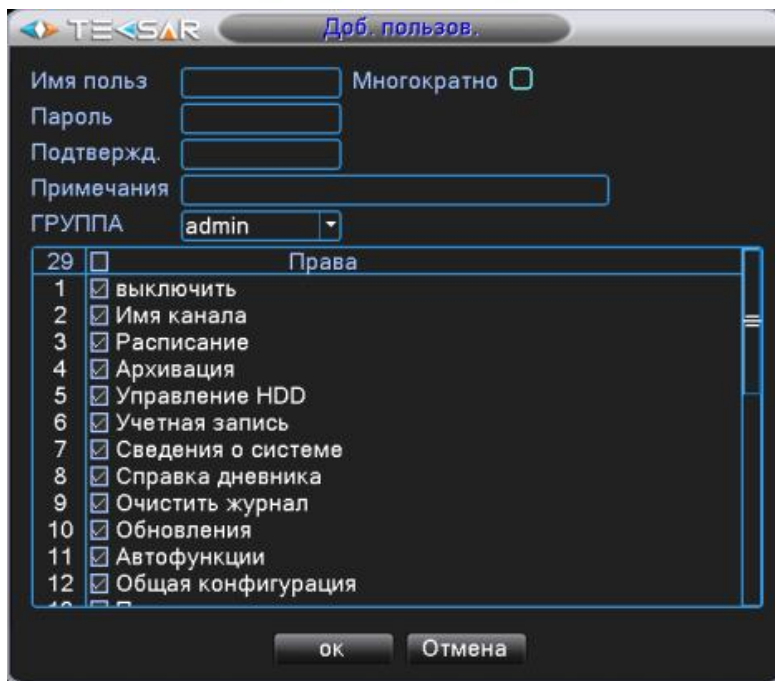 TECSAR Доб. пользов.
Имя польз Многократно
Пароль
Подтвержд.
Примечания
ГРУППА admin
29 Права
1 выключить
2 Имя канала
3 Расписание
4 Архивация
5 Управление HDD
6 Учетная запись
7 Сведения о системе
8 Справка дневника
9 Очистить журнал
10 Обновления
11 Автофункции
12 Общая конфигурация
ок Отмена